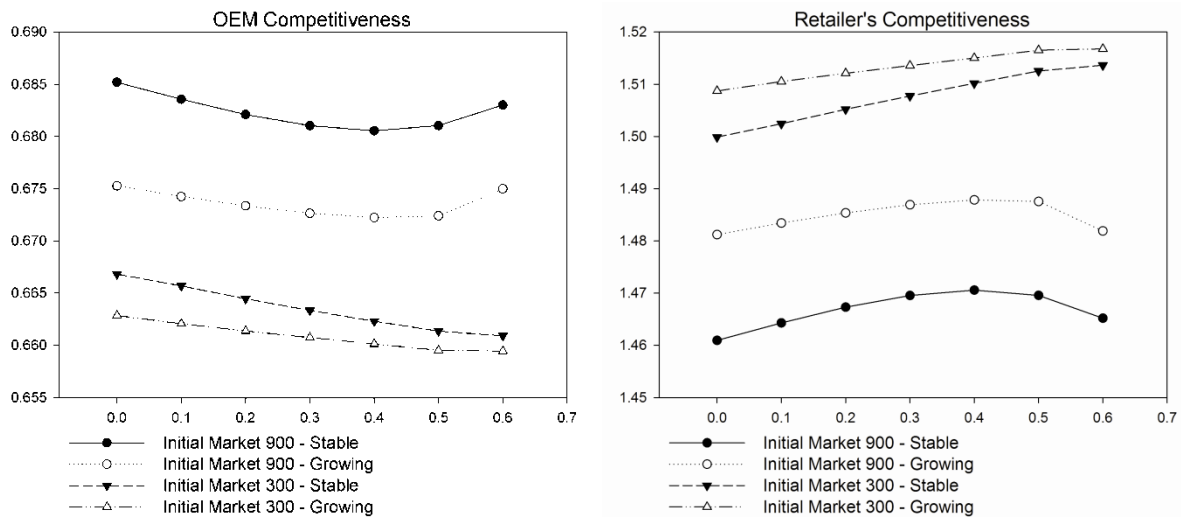 OEM Competitiveness
0.690
0.685
0.680
0.675
0.670
0.665
0.660
0.655
0.0 0.1 0.2 0.3 0.4 0.5 0.6 0.7
Initial Market 900 - Stable
Initial Market 900 - Growing
Initial Market 300 - Stable
Initial Market 300 - Growing
Retailer's Competitiveness
1.52
1.51
1.50
1.49
1.48
1.47
1.46
1.45
0.0 0.1 0.2 0.3 0.4 0.5 0.6 0.7
Initial Market 900 - Stable
Initial Market 900 - Growing
Initial Market 300 - Stable
Initial Market 300 - Growing